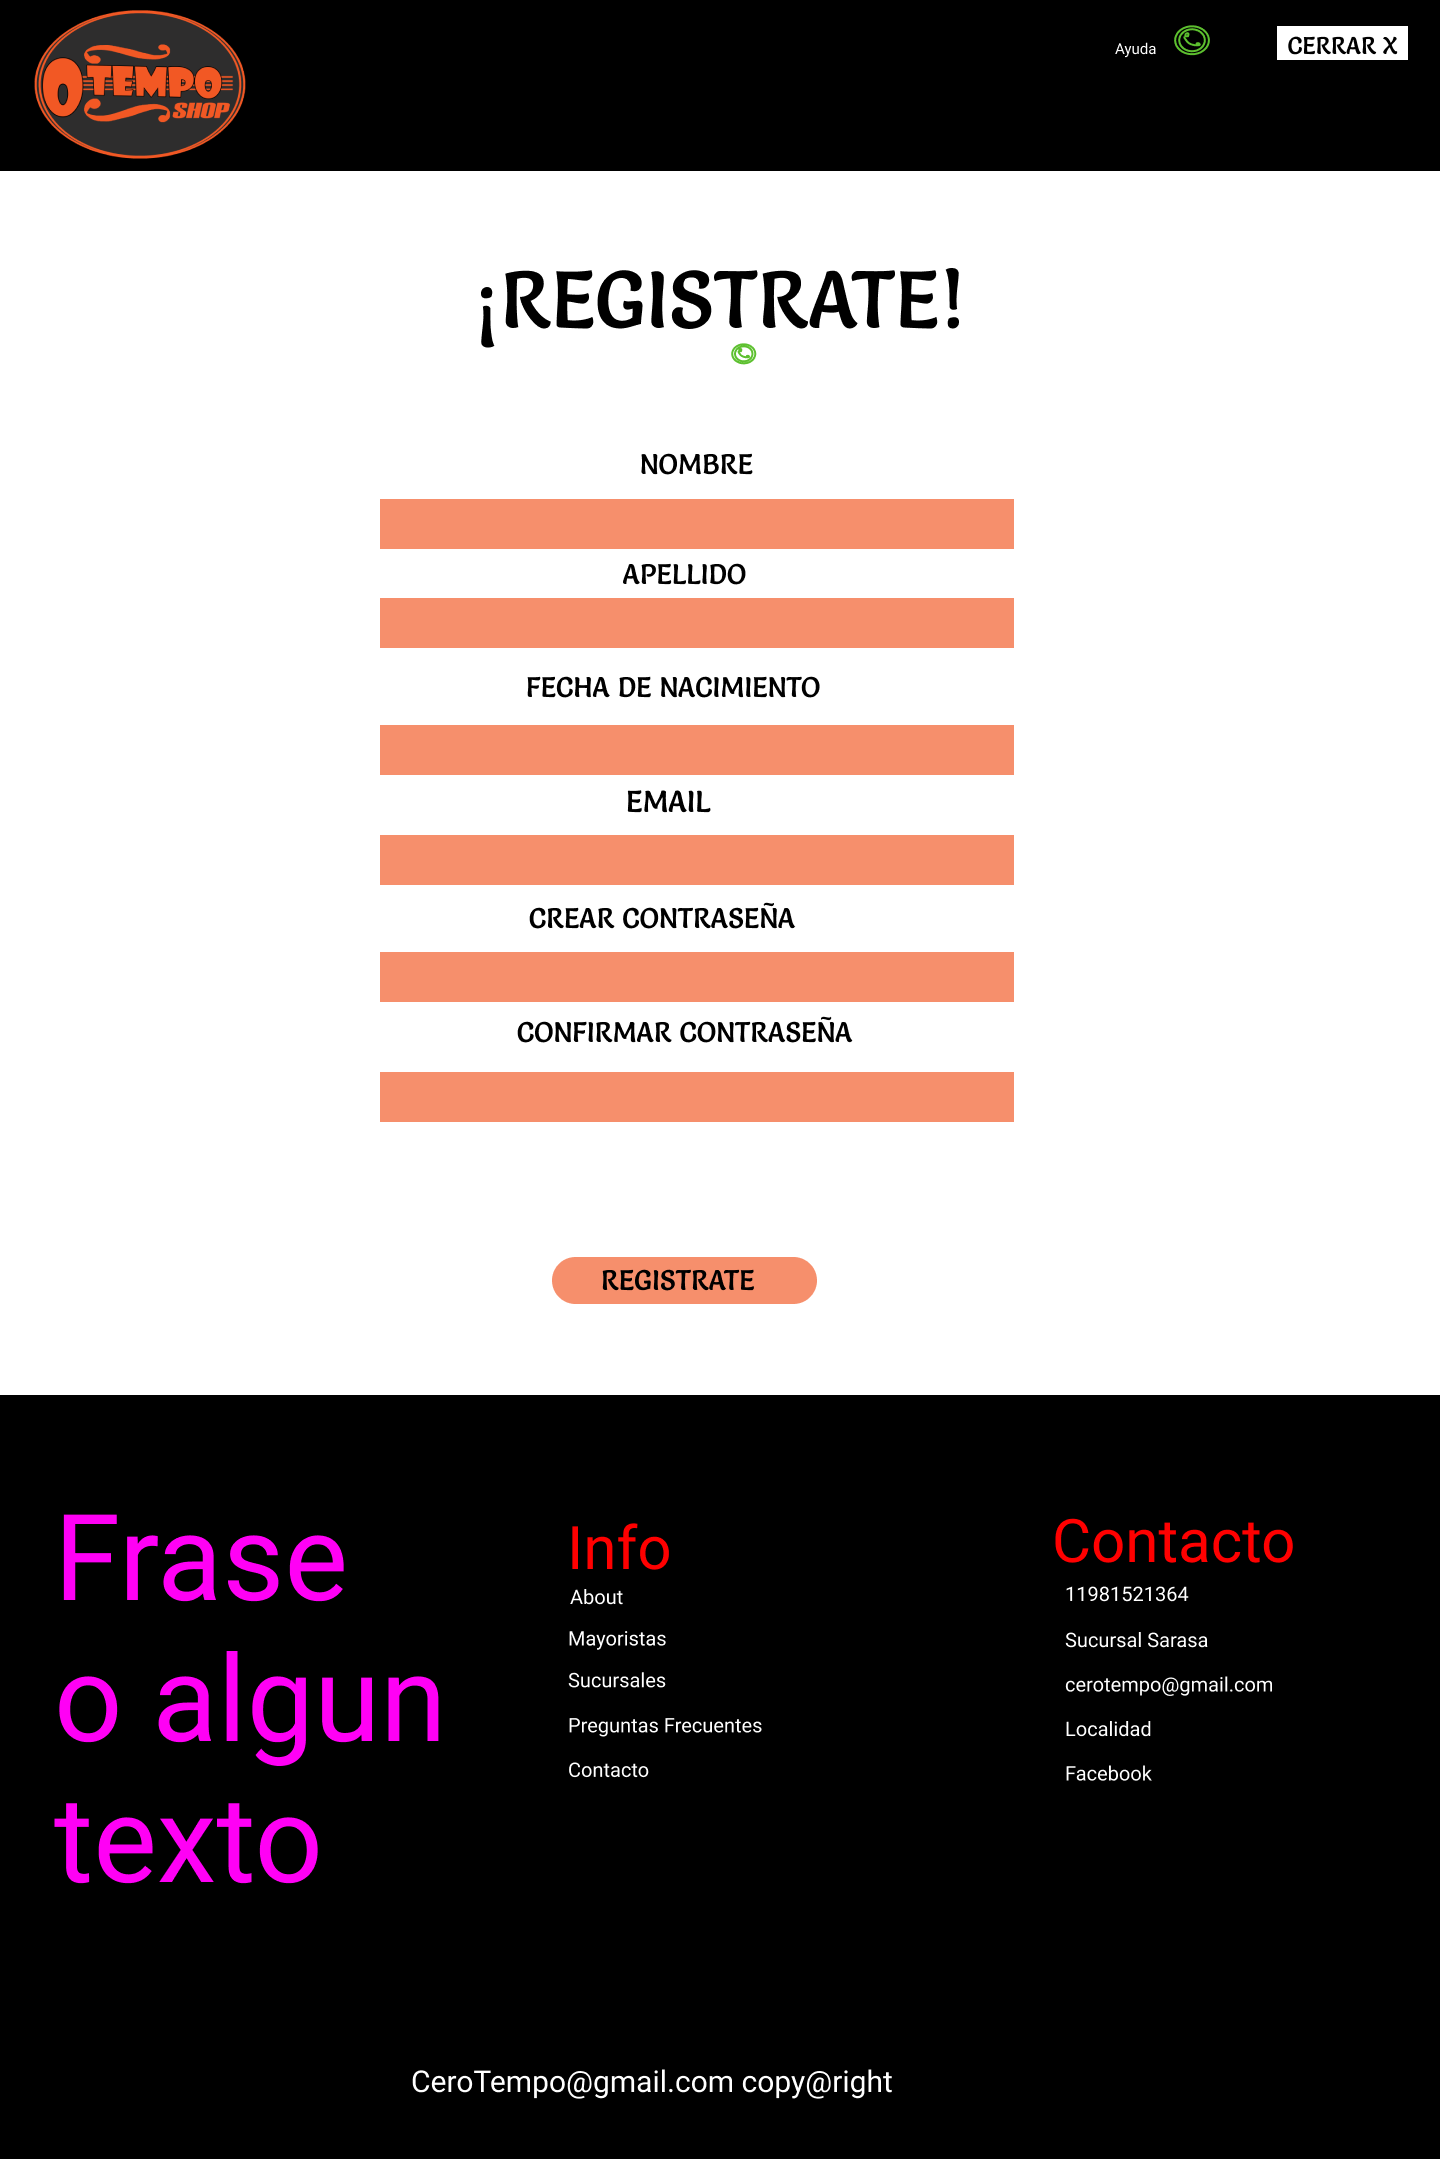 0 TEMPO
SHOP
Ayuda
CERRAR X
¡REGISTRATE!
NOMBRE
APELLIDO
FECHA DE NACIMIENTO
EMAIL
CREAR CONTRASEÑA
CONFIRMAR CONTRASEÑA
REGISTRATE
Frase
o algun
texto
Info
About
Mayoristas
Sucursales
Preguntas Frecuentes
Contacto
Contacto
11981521364
Sucursal Sarasa
cerotempo@gmail.com
Localidad
Facebook
CeroTempo@gmail.com copy@right